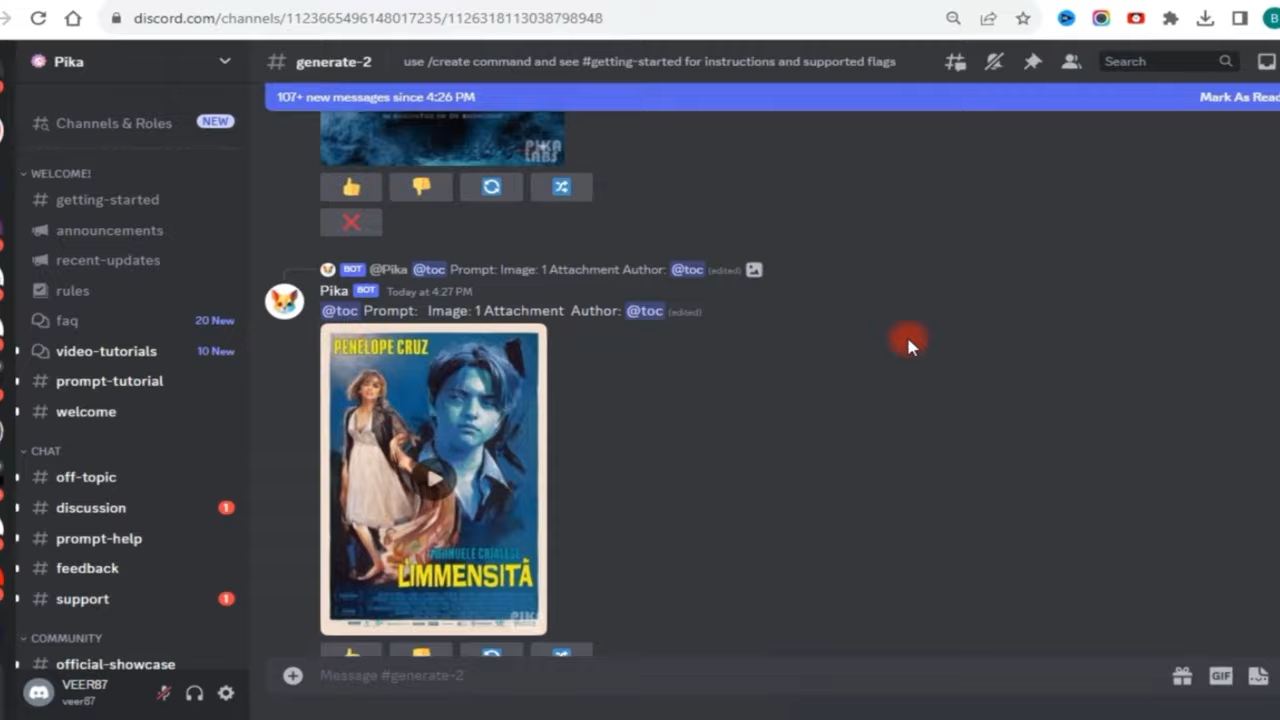 discord.com/channels/1123665496148017235/1126318113038798948
Pika
generate-2
use /create command and see #getting-started for instructions and supported flags
Search
107+ new messages since 4:26 PM
Mark As Read
Channels & Roles
NEW
WELCOME!
getting-started
announcements
recent-updates
rules
faq
20 New
video-tutorials
10 New
prompt-tutorial
welcome
CHAT
off-topic
discussion
1
prompt-help
feedback
support
1
COMMUNITY
official-showcase
VEER87
veer87
PIKA
LABS
BOT @Pika @toc Prompt: Image: 1 Attachment Author: @toc (edited)
Pika BOT Today at 4:27 PM
@toc Prompt: Image: 1 Attachment Author: @toc (edited)
PENELOPE CRUZ
L'IMMENSITÀ
PIKA
Message #generate-2
GIF
B